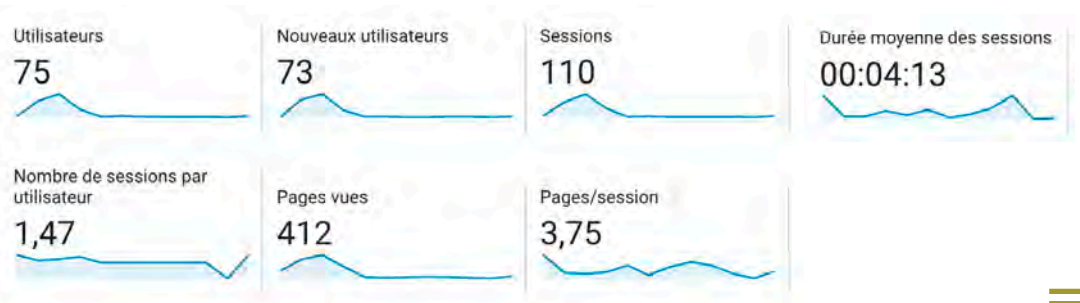 Utilisateurs
75
Nouveaux utilisateurs
73
Sessions
110
Durée moyenne des sessions
00:04:13
Nombre de sessions par
utilisateur
1,47
Pages vues
412
Pages/session
3,75